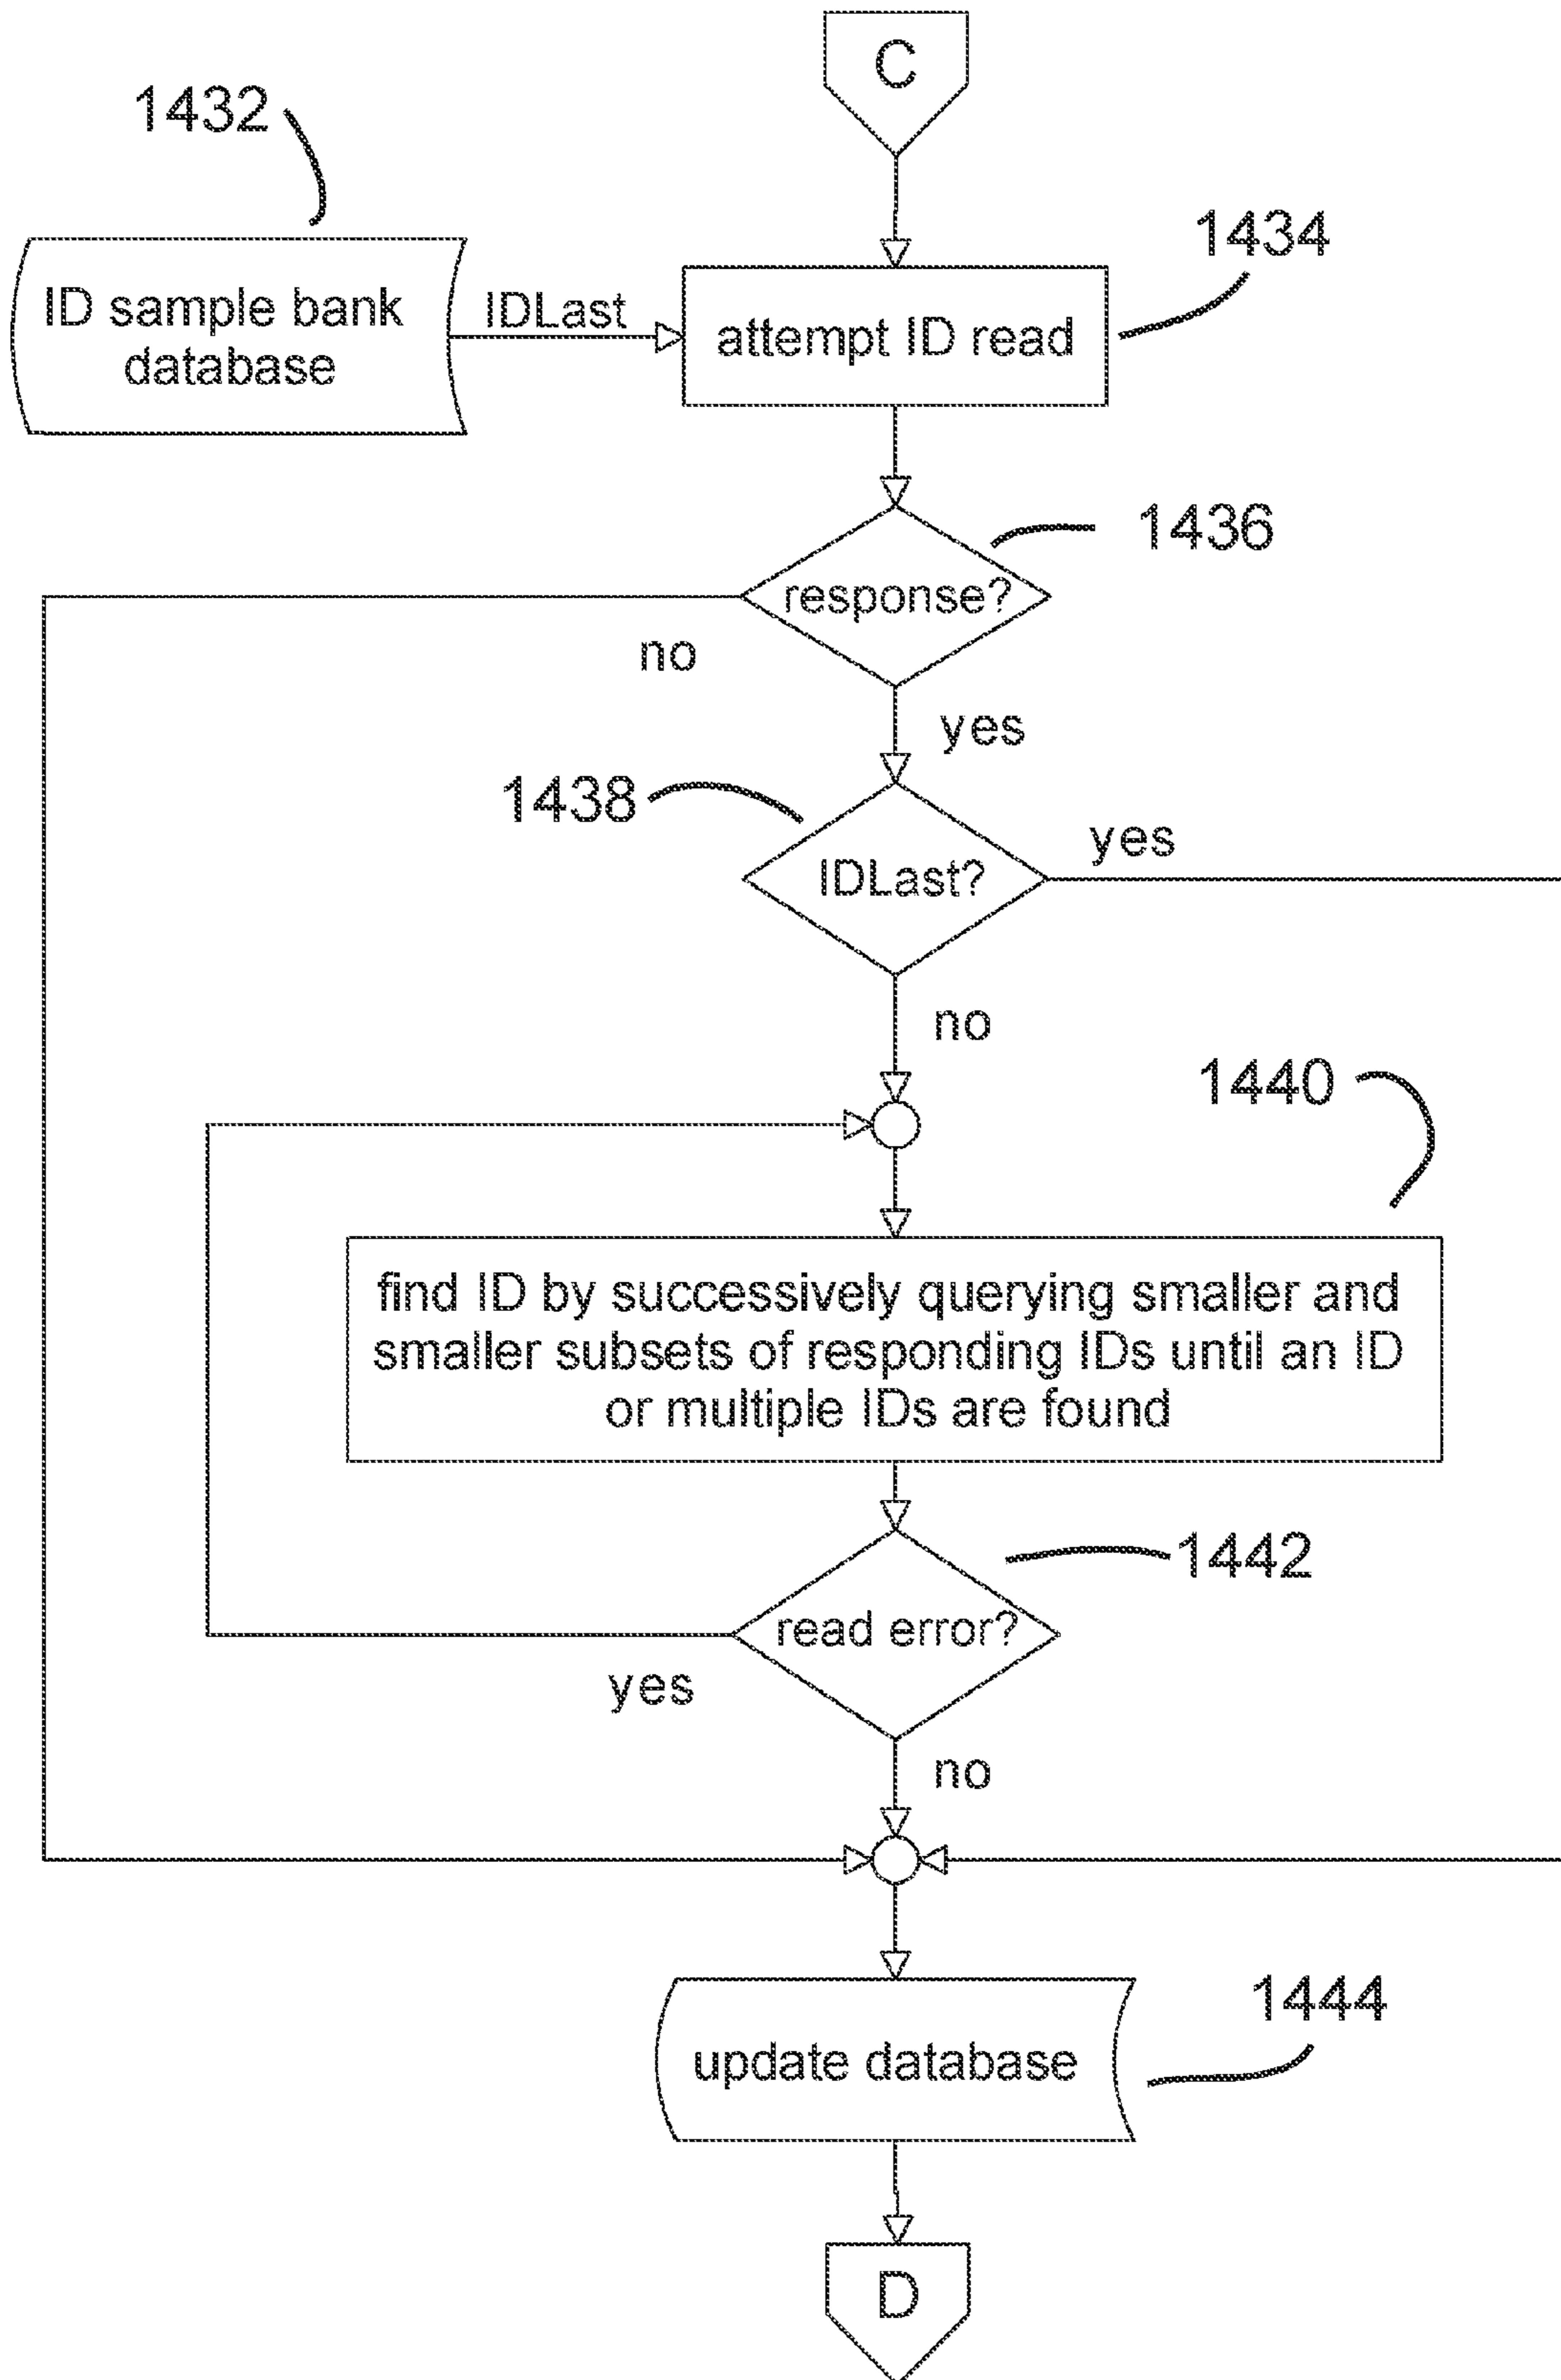 C
1432
1434
ID sample bank
database
IDLast
attempt ID read
1436
response?
no
yes
1438
yes
IDLast?
no
1440
find ID by successively querying smaller and
smaller subsets of responding IDs until an ID
or multiple IDs are found
1442
read error?
yes
no
1444
update database
D